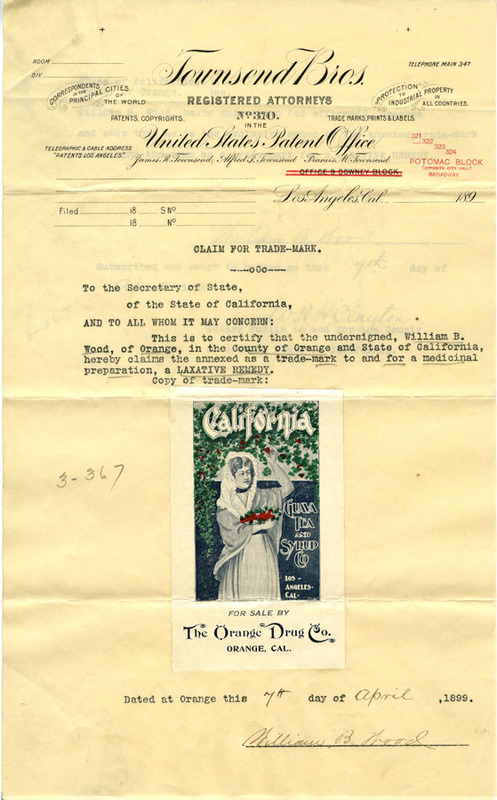 ROOM
DIV.
TELEPHONE MAIN 347
Townsend Bros.
CORRESPONDENTS IN THE PRINCIPAL CITIES OF THE WORLD
PROTECTION TO INDUSTRIAL PROPERTY IN ALL COUNTRIES.
REGISTERED ATTORNEYS
No 310.
PATENTS, COPYRIGHTS.
IN THE
TRADE MARKS, PRINTS & LABELS.
United States Patent Office.
TELEGRAPHIC & CABLE ADDRESS
"PATENTS LOS ANGELES."
James R. Townsend, Alfred I. Townsend Francis M. Townsend
321 322 323 324
POTOMAC BLOCK
(OPPOSITE CITY HALL)
BROADWAY
OFFICE 9 DOWNEY BLOCK
Los Angeles, Cal. 189
Filed 18 S No
18 No
CLAIM FOR TRADE-MARK.
----oOo----
7th day of
To the Secretary of State,
of the State of California,
AND TO ALL WHOM IT MAY CONCERN:
This is to certify that the undersigned, William B.
Wood, of Orange, in the County of Orange and State of California,
hereby claims the annexed as a trade-mark to and for a medicinal
preparation, a LAXATIVE REMEDY.
Copy of trade-mark:
3-367
California
GUAVA
TEA
AND
SYRUP
CO
LOS-
ANGELES-
CAL-
FOR SALE BY
The Orange Drug Co.
ORANGE, CAL.
Dated at Orange this 7th day of April ,1899.
William B. Wood